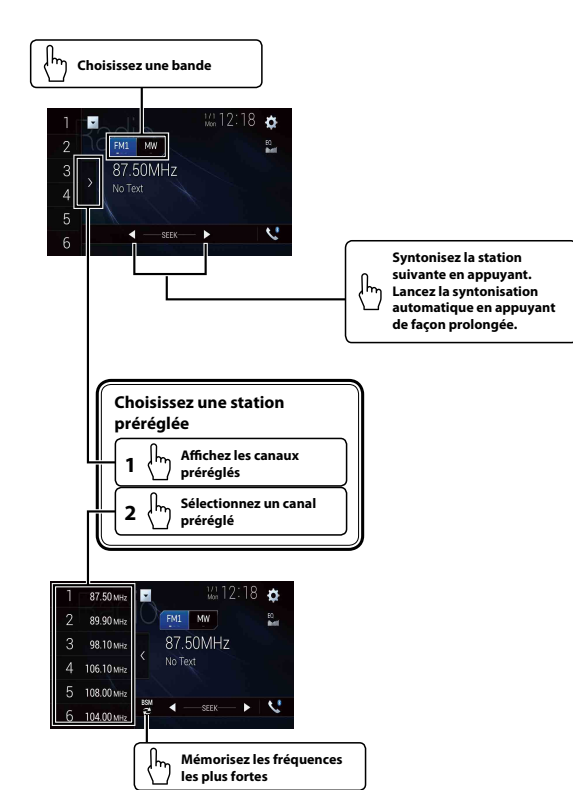 Choisissez une bande
1
2
3
4
5
6
Radio
1/1
Mon
12:18
FM1
MW
EQ
87.50MHz
No Text
SEEK
Syntonisez la station
suivante en appuyant.
Lancez la syntonisation
automatique en appuyant
de façon prolongée.
Choisissez une station
préréglée
1
Affichez les canaux
préréglés
2
Sélectionnez un canal
préréglé
1 87.50 MHz
2 89.90 MHz
3 98.10 MHz
4 106.10 MHz
5 108.00 MHz
6 104.00 MHz
1/1
Mon
12:18
FM1
MW
EQ
87.50MHz
No Text
BSM
SEEK
Mémorisez les fréquences
les plus fortes